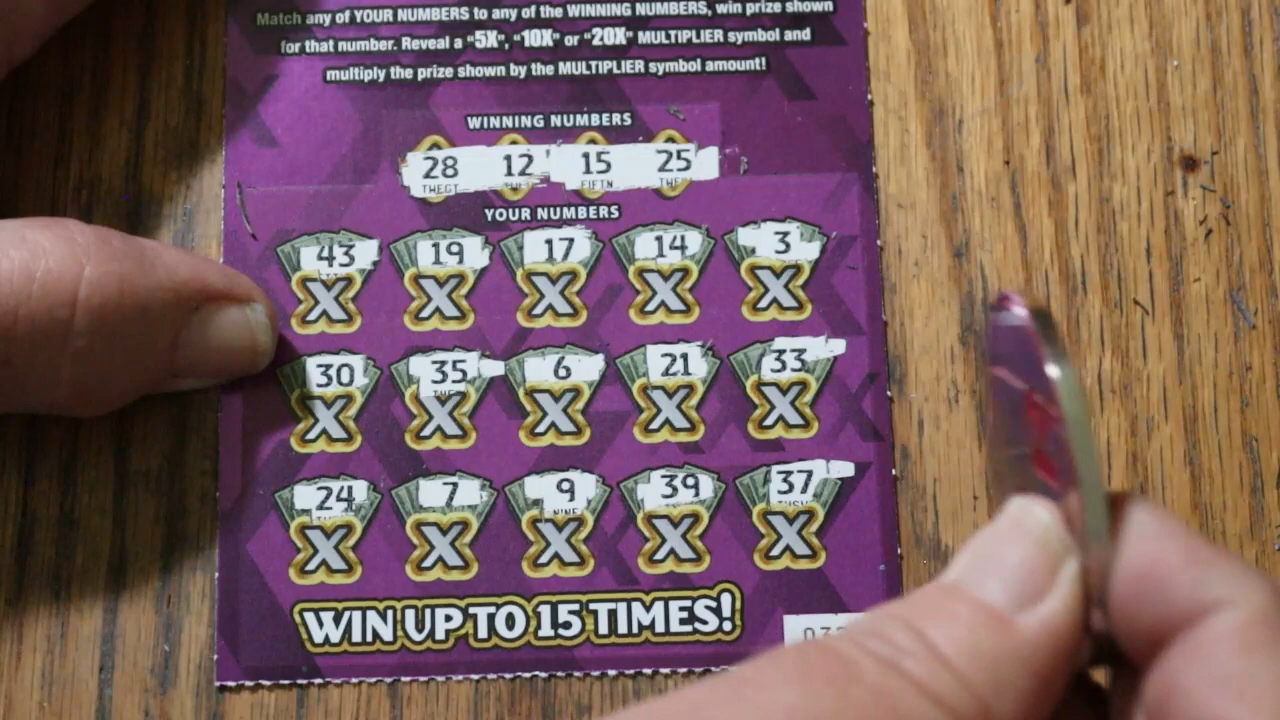 Match any of YOUR NUMBERS to any of the WINNING NUMBERS, win prize shown
for that number. Reveal a "5X", "10X" or "20X" MULTIPLIER symbol and
multiply the prize shown by the MULTIPLIER symbol amount!
WINNING NUMBERS
28 12 15 25
TWEGT FIFTN
YOUR NUMBERS
43 19 17 14 3
X X X X X
30 35 6 21 33
X X X X X
24 7 9 39 37
NINE
X X X X X
WIN UP TO 15 TIMES!